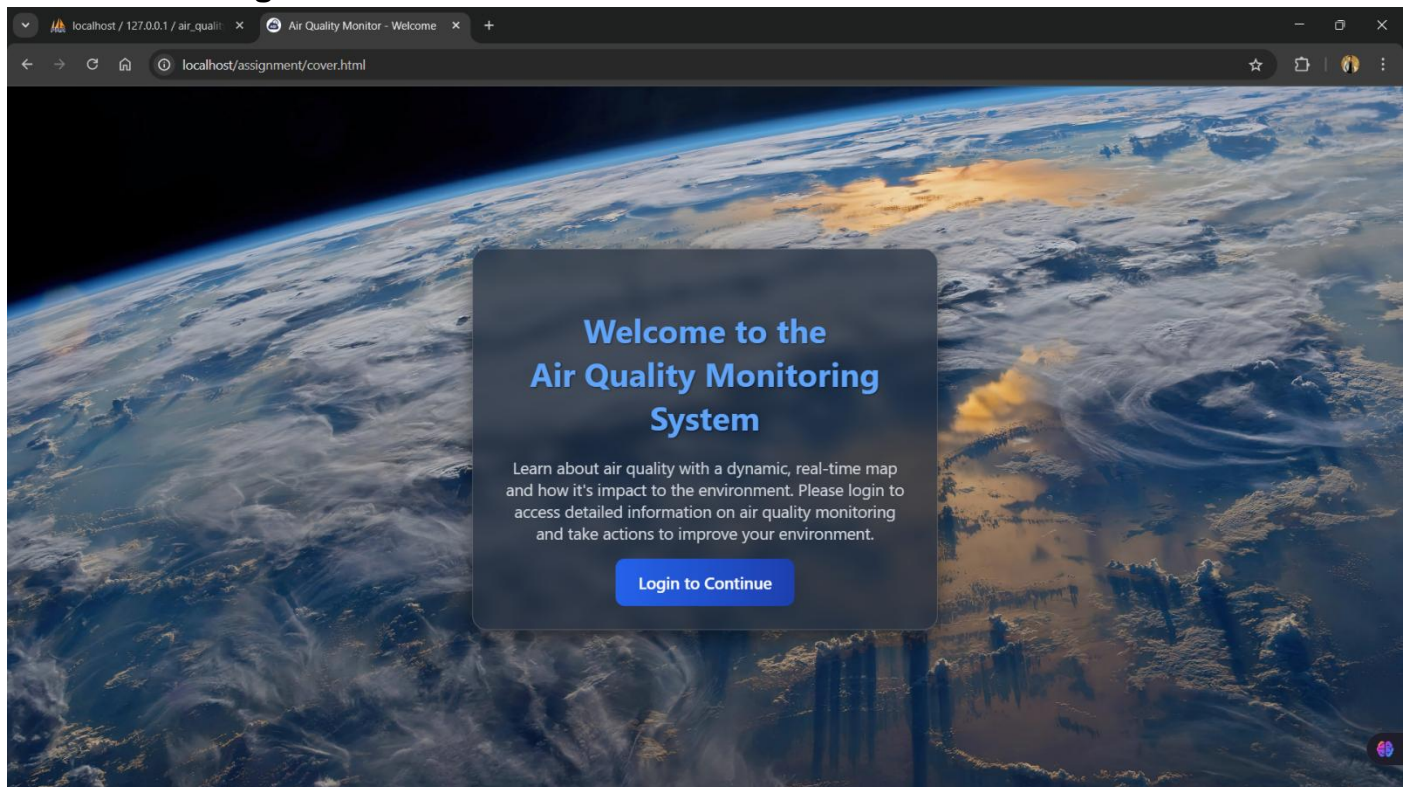 localhost / 127.0.0.1 / air_qualit
Air Quality Monitor - Welcome
localhost/assignment/cover.html
Welcome to the
Air Quality Monitoring
System
Learn about air quality with a dynamic, real-time map
and how it's impact to the environment. Please login to
access detailed information on air quality monitoring
and take actions to improve your environment.
Login to Continue